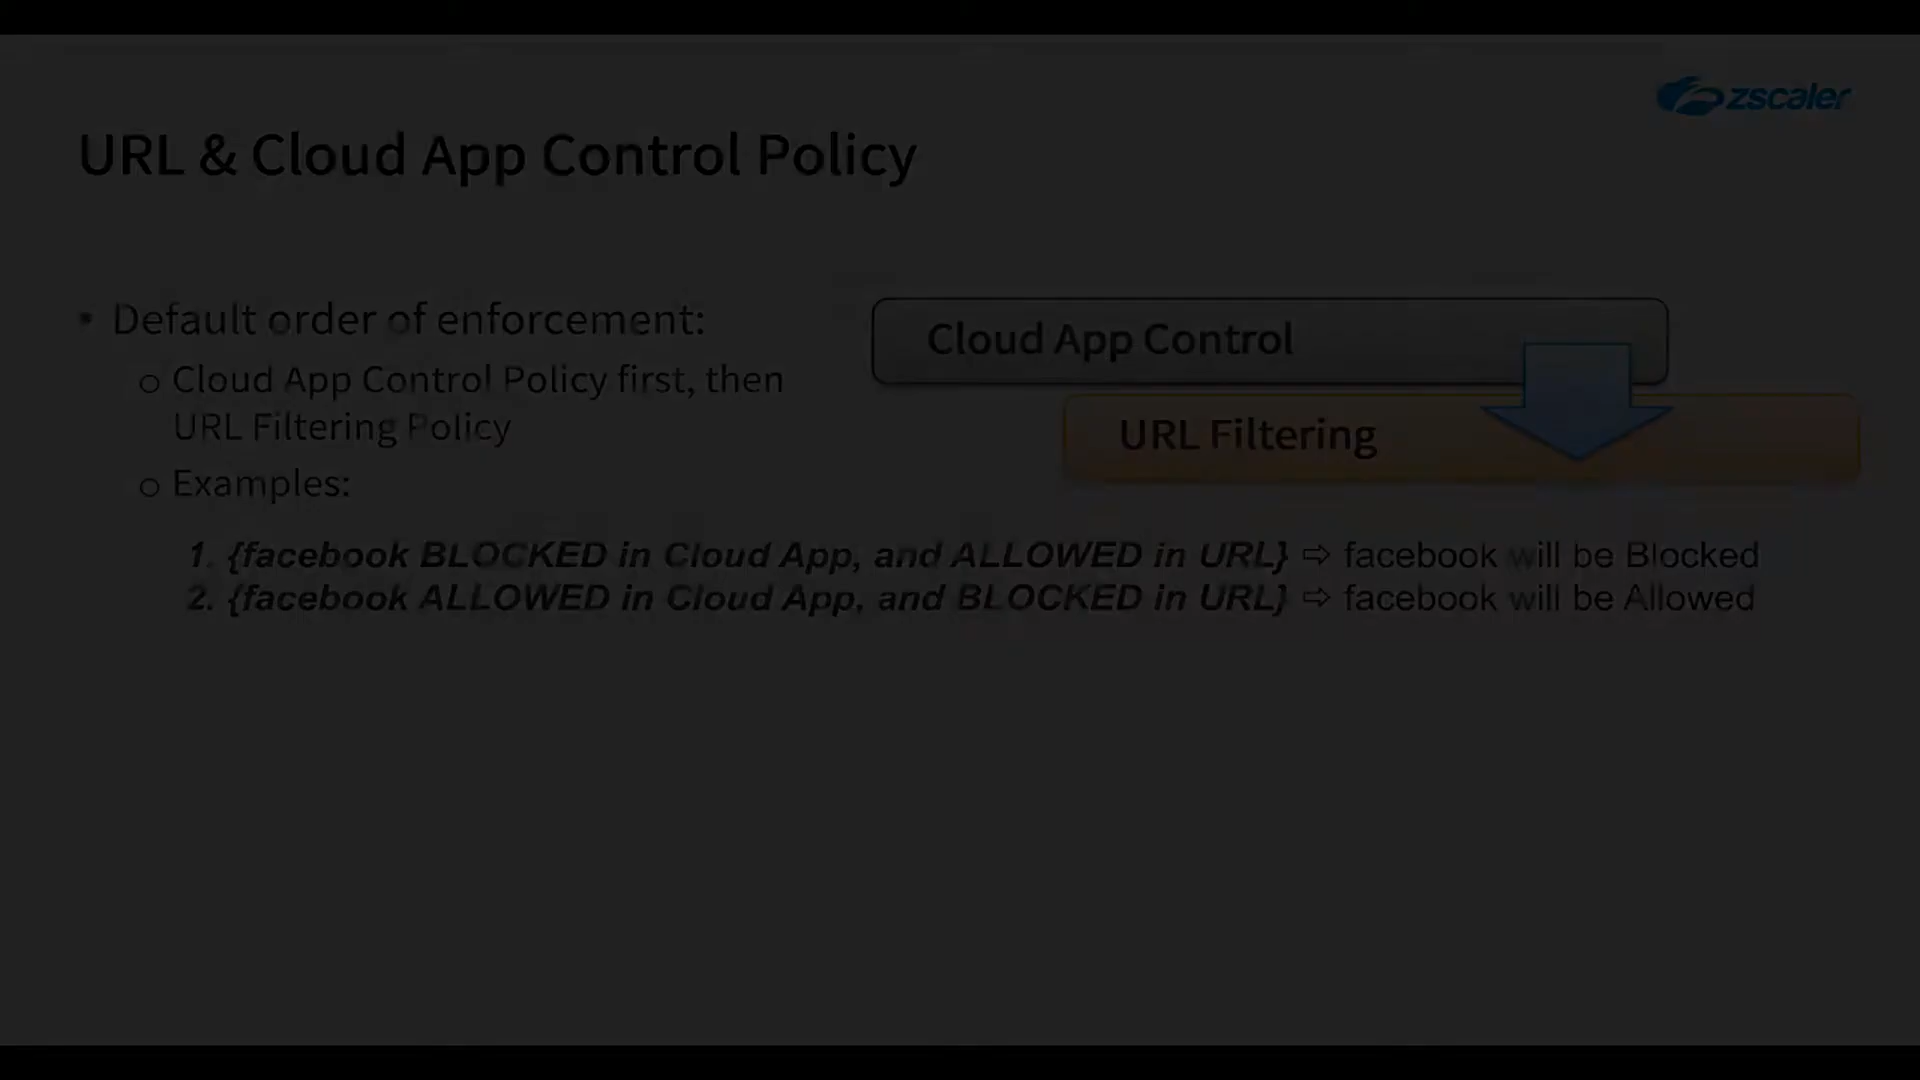 zscaler
URL & Cloud App Control Policy
• Default order of enforcement:
o Cloud App Control Policy first, then
URL Filtering Policy
o Examples:
Cloud App Control
URL Filtering
1. {facebook BLOCKED in Cloud App, and ALLOWED in URL} ⇨ facebook will be Blocked
2. {facebook ALLOWED in Cloud App, and BLOCKED in URL} ⇨ facebook will be Allowed